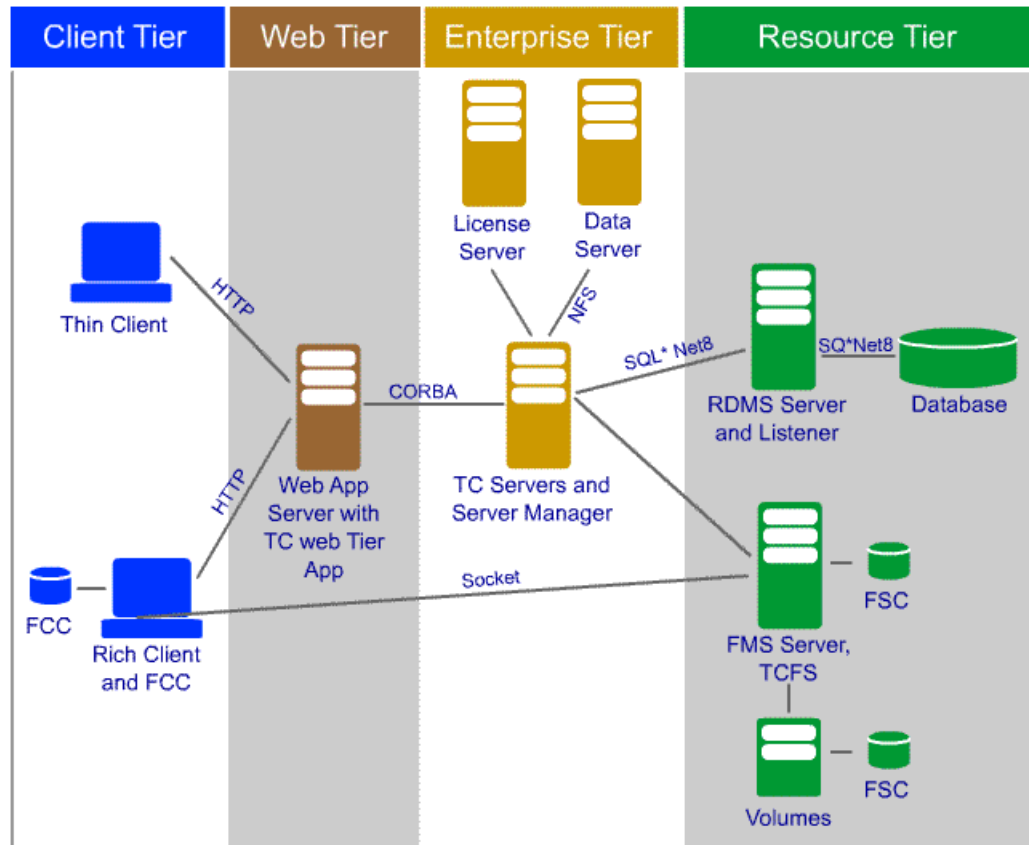 Client Tier
Web Tier
Enterprise Tier
Resource Tier
License
Server
Data
Server
HTTP
NFS
Thin Client
SQL* Net8
SQ*Net8
CORBA
RDMS Server
and Listener
Database
HTTP
Web App
Server with
TC web Tier
App
TC Servers and
Server Manager
Socket
FCC
FSC
Rich Client
and FCC
FMS Server,
TCFS
FSC
Volumes